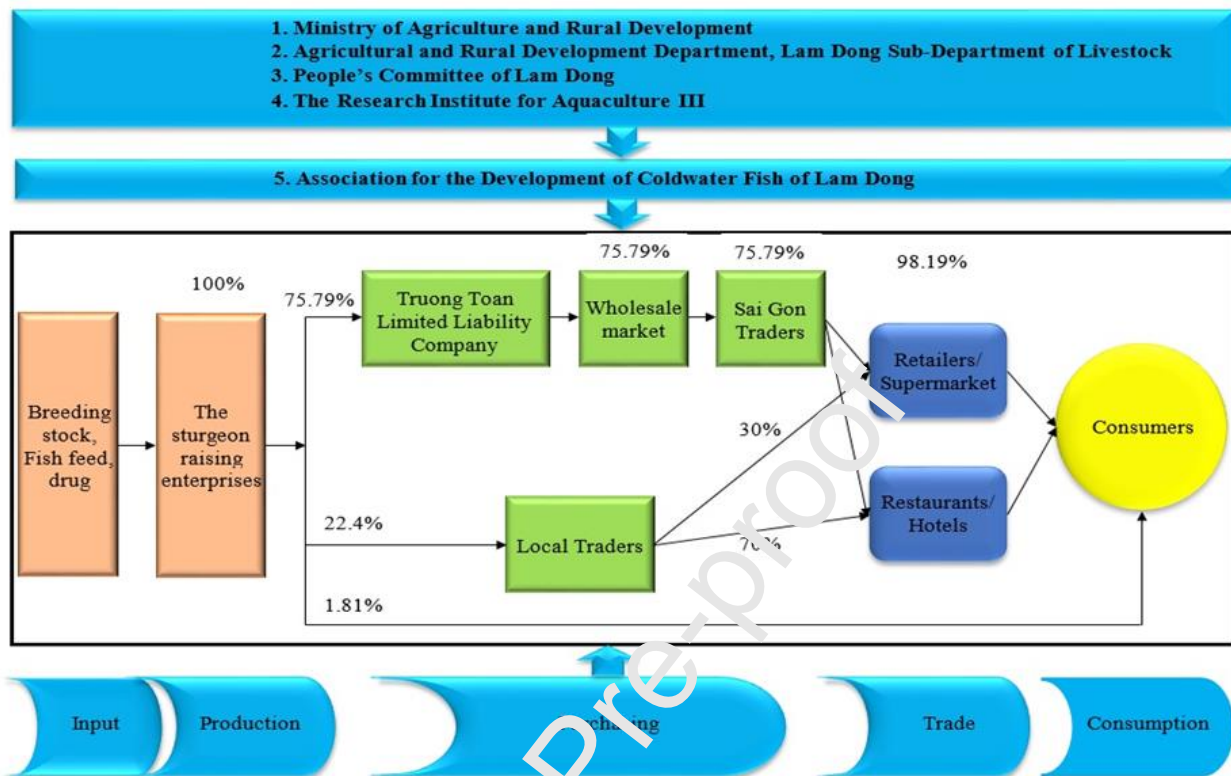 1. Ministry of Agriculture and Rural Development
2. Agricultural and Rural Development Department, Lam Dong Sub-Department of Livestock
3. People's Committee of Lam Dong
4. The Research Institute for Aquaculture III
5. Association for the Development of Coldwater Fish of Lam Dong
75.79%
75.79%
98.19%
100%
75.79%
Truong Toan
Limited Liability
Company
Wholesale
market
Sai Gon
Traders
Retailers/
Supermarket
Breeding
stock,
Fish feed,
drug
The
sturgeon
raising
enterprises
Consumers
30%
22.4%
Local Traders
70%
Restaurants/
Hotels
1.81%
Pre-proof
Input
Production
Trade
Consumption